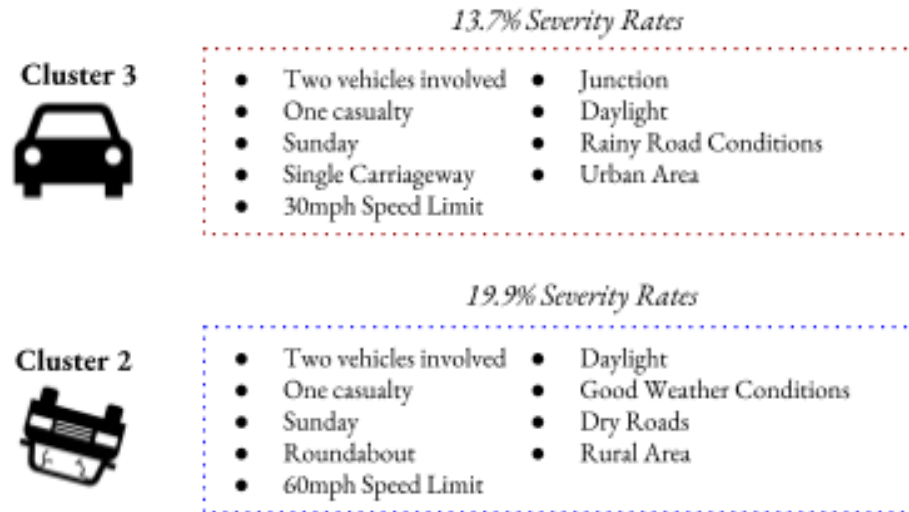 13.7% Severity Rates
Cluster 3
● Two vehicles involved ● Junction
● One casualty ● Daylight
● Sunday ● Rainy Road Conditions
● Single Carriageway ● Urban Area
● 30mph Speed Limit
19.9% Severity Rates
Cluster 2
● Two vehicles involved ● Daylight
● One casualty ● Good Weather Conditions
● Sunday ● Dry Roads
● Roundabout ● Rural Area
● 60mph Speed Limit